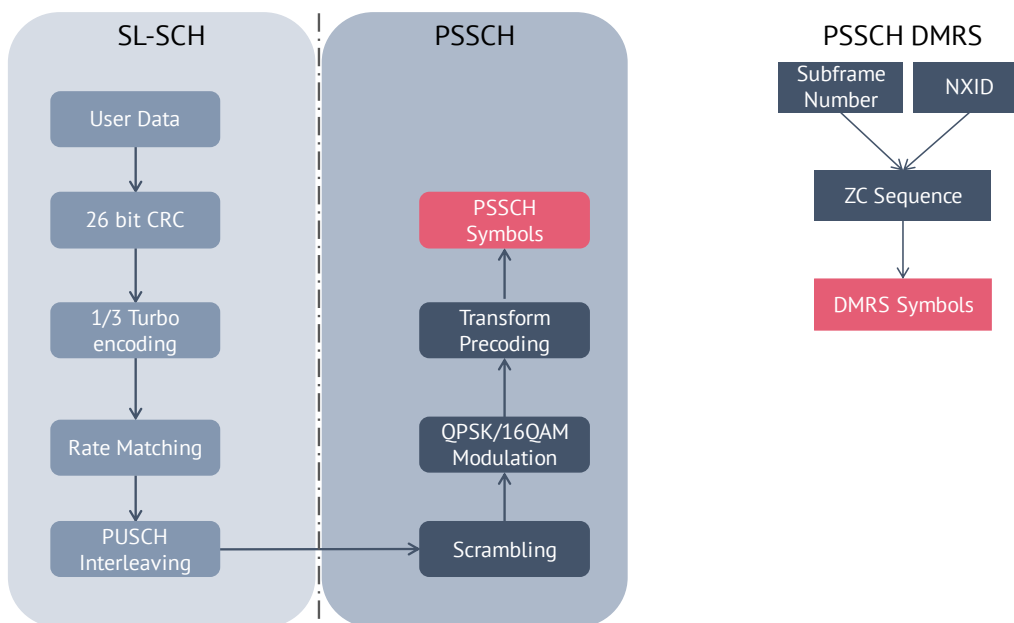 SL-SCH
User Data
26 bit CRC
1/3 Turbo
encoding
Rate Matching
PUSCH
Interleaving
PSSCH
PSSCH
Symbols
Transform
Precoding
QPSK/16QAM
Modulation
Scrambling
PSSCH DMRS
Subframe
Number
NXID
ZC Sequence
DMRS Symbols